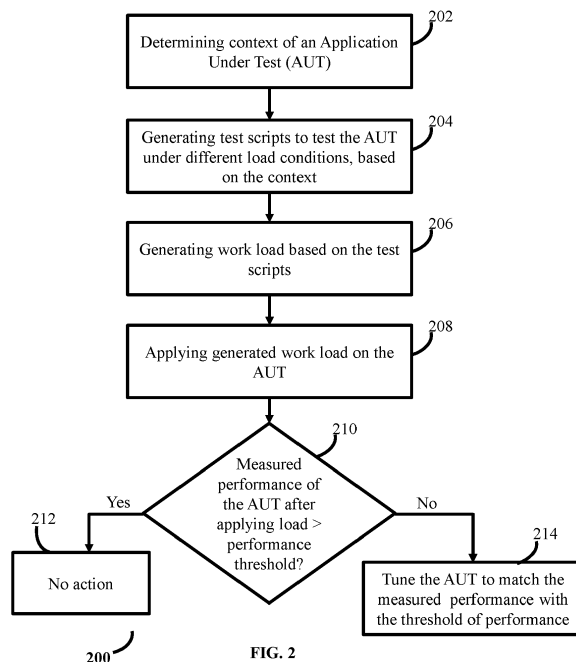 202
Determining context of an Application
Under Test (AUT)
204
Generating test scripts to test the AUT
under different load conditions, based
on the context
206
Generating work load based on the test
scripts
208
Applying generated work load on the
AUT
210
Measured
performance of
the AUT after
applying load >
performance
threshold?
Yes
No
212
No action
214
Tune the AUT to match the
measured performance with
the threshold of performance
200
FIG. 2